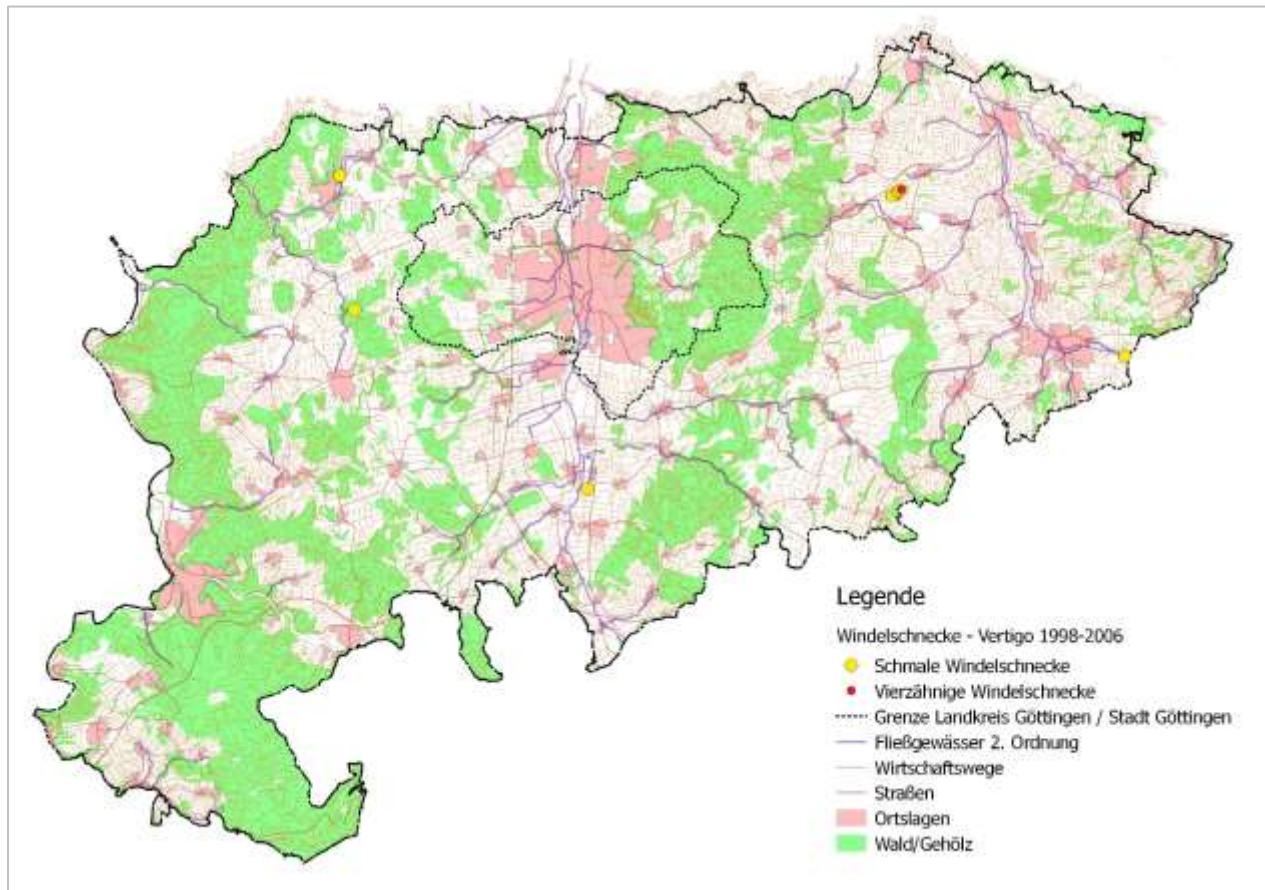 Legende
Windelschnecke - Vertigo 1998-2006
Schmale Windelschnecke
Vierzähnige Windelschnecke
Grenze Landkreis Göttingen / Stadt Göttingen
Fließgewässer 2. Ordnung
Wirtschaftswege
Straßen
Ortslagen
Wald/Gehölz